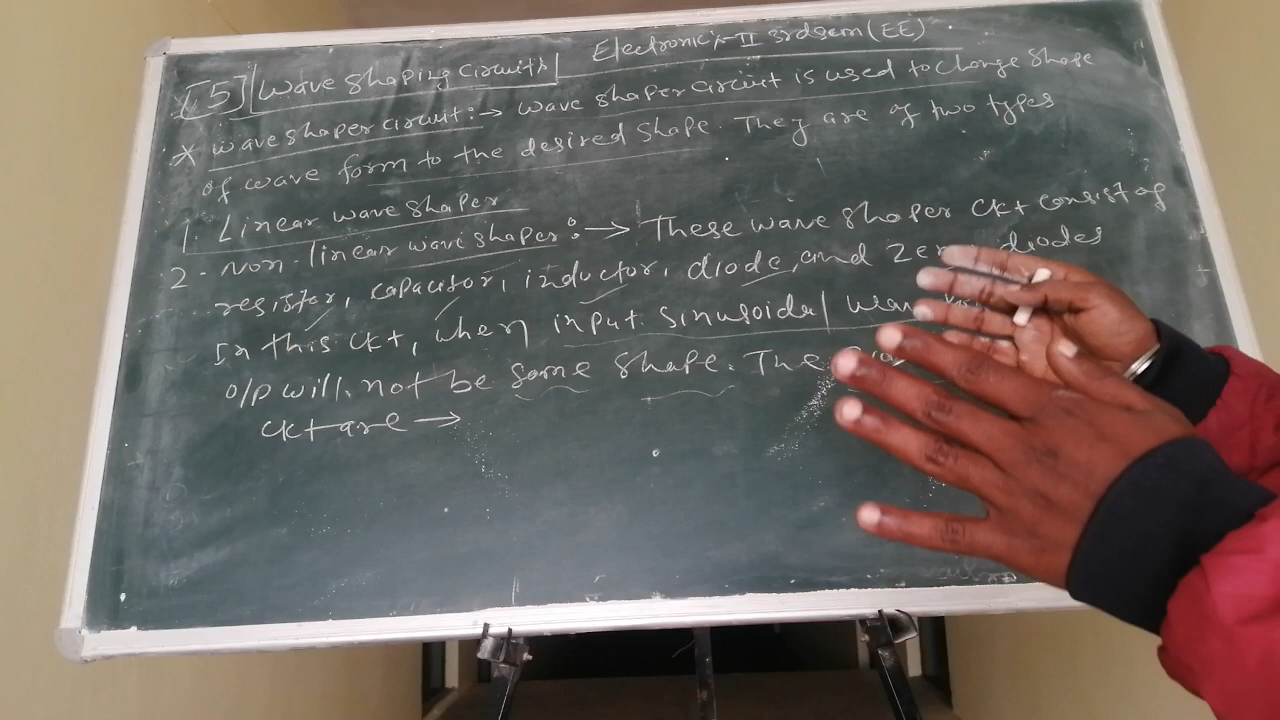 [5] Wave Shaping Circuits Electronics-II 3rdsem (EE)
* wave shaper circuit :→ wave shaper circuit is used to change shape
of wave form to the desired shape. They are of two types
1. Linear wave shaper
2. Non-linear wave shaper :→ These wave shaper ckt consist of
resistor, capacitor, inductor, diode, and diodes
In this ckt, when input sinusoidal
o/p will not be same shape. The
ckt are →